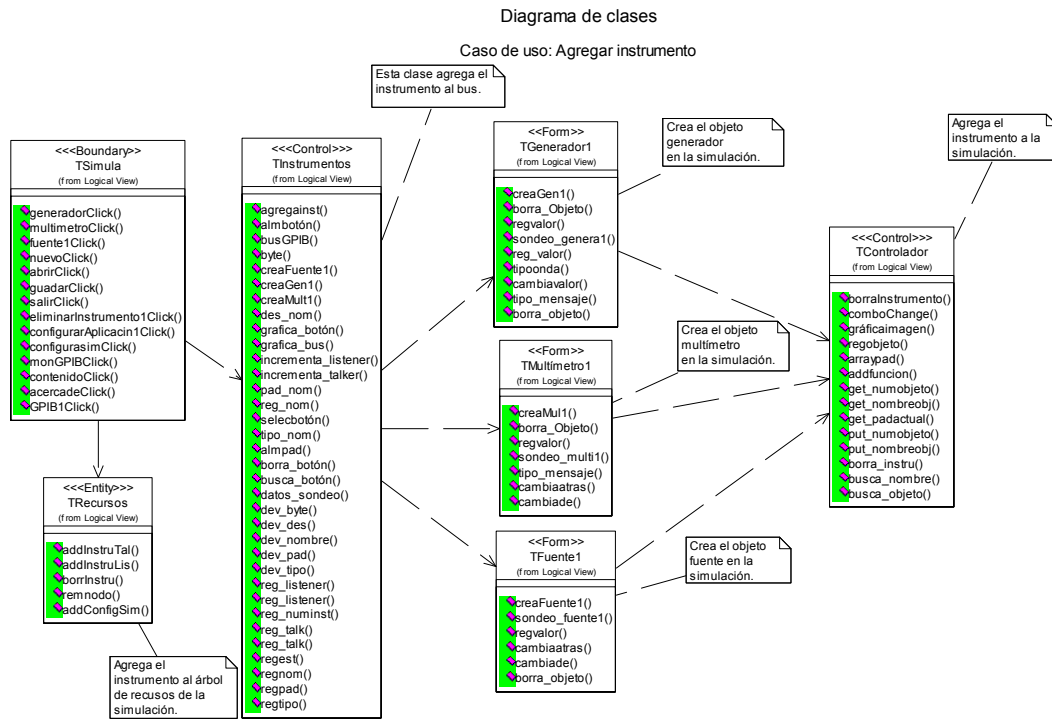 Diagrama de clases
Caso de uso: Agregar instrumento
Esta clase agrega el
instrumento al bus.
<<<Boundary>>
TSimula
(from Logical View)
generadorClick()
multimetroClick()
fuente1Click()
nuevoClick()
abrirClick()
guadarClick()
salirClick()
eliminarInstrumento1Click()
configurarAplicacin1Click()
configurasimClick()
monGPIBClick()
contenidoClick()
acercadeClick()
GPIB1Click()
<<<Entity>>>
TRecursos
(from Logical View)
addInstruTal()
addInstruLis()
borrInstru()
remnodo()
addConfigSim()
Agrega el
instrumento al árbol
de recusos de la
simulación.
<<<Control>>>
TInstrumentos
(from Logical View)
agregainst()
almbotón()
busGPIB()
byte()
creaFuente1()
creaGen1()
creaMult1()
des_nom()
grafica_botón()
grafica_bus()
incrementa_listener()
incrementa_talker()
pad_nom()
reg_nom()
selecbotón()
tipo_nom()
almpad()
borra_botón()
busca_botón()
datos_sondeo()
dev_byte()
dev_des()
dev_nombre()
dev_pad()
dev_tipo()
reg_listener()
reg_listener()
reg_numinst()
reg_talk()
reg_talk()
regest()
regnom()
regpad()
regtipo()
<<Form>>
TGenerador1
(from Logical View)
creaGen1()
borra_Objeto()
regvalor()
sondeo_genera1()
reg_valor()
tipoonda()
cambiavalor()
tipo_mensaje()
borra_objeto()
Crea el objeto
generador
en la simulación.
<<Form>>
TMultímetro1
(from Logical View)
creaMul1()
borra_Objeto()
regvalor()
sondeo_multi1()
tipo_mensaje()
cambiaatras()
cambiade()
Crea el objeto
multímetro
en la simulación.
<<Form>>
TFuente1
(from Logical View)
creaFuente1()
sondeo_fuente1()
regvalor()
cambiaatras()
cambiade()
borra_objeto()
Crea el objeto
fuente en la
simulación.
Agrega el
instrumento a la
simulación.
<<Control>>>
TControlador
(from Logical View)
borraInstrumento()
comboChange()
gráficaimagen()
regobjeto()
arraypad()
addfuncion()
get_numobjeto()
get_nombreobj()
get_padactual()
put_numobjeto()
put_nombreobj()
borra_instru()
busca_nombre()
busca_objeto()